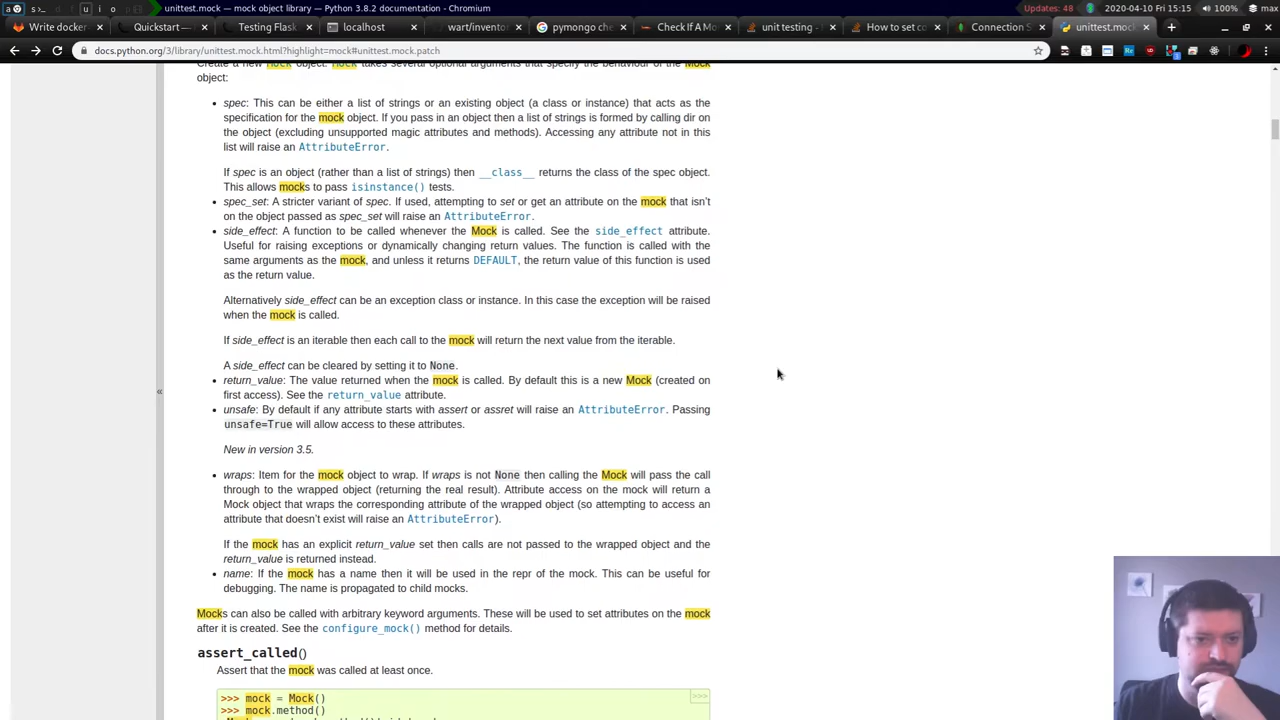 unittest.mock — mock object library — Python 3.8.2 documentation - Chromium
Updates: 48 2020-04-10 Fri 15:15 100% max
Write docker Quickstart — Testing Flask localhost wart/inventor pymongo che Check If A Mo unit testing - How to set co Connection S unittest.mock
docs.python.org/3/library/unittest.mock.html?highlight=mock#unittest.mock.patch
Create a new Mock object. Mock takes several optional arguments that specify the behaviour of the Mock
object:
• spec: This can be either a list of strings or an existing object (a class or instance) that acts as the
specification for the mock object. If you pass in an object then a list of strings is formed by calling dir on
the object (excluding unsupported magic attributes and methods). Accessing any attribute not in this
list will raise an AttributeError.
If spec is an object (rather than a list of strings) then __class__ returns the class of the spec object.
This allows mocks to pass isinstance() tests.
• spec_set: A stricter variant of spec. If used, attempting to set or get an attribute on the mock that isn’t
on the object passed as spec_set will raise an AttributeError.
• side_effect: A function to be called whenever the Mock is called. See the side_effect attribute.
Useful for raising exceptions or dynamically changing return values. The function is called with the
same arguments as the mock, and unless it returns DEFAULT, the return value of this function is used
as the return value.
Alternatively side_effect can be an exception class or instance. In this case the exception will be raised
when the mock is called.
If side_effect is an iterable then each call to the mock will return the next value from the iterable.
A side_effect can be cleared by setting it to None.
• return_value: The value returned when the mock is called. By default this is a new Mock (created on
first access). See the return_value attribute.
• unsafe: By default if any attribute starts with assert or assret will raise an AttributeError. Passing
unsafe=True will allow access to these attributes.
New in version 3.5.
• wraps: Item for the mock object to wrap. If wraps is not None then calling the Mock will pass the call
through to the wrapped object (returning the real result). Attribute access on the mock will return a
Mock object that wraps the corresponding attribute of the wrapped object (so attempting to access an
attribute that doesn’t exist will raise an AttributeError).
If the mock has an explicit return_value set then calls are not passed to the wrapped object and the
return_value is returned instead.
• name: If the mock has a name then it will be used in the repr of the mock. This can be useful for
debugging. The name is propagated to child mocks.
Mocks can also be called with arbitrary keyword arguments. These will be used to set attributes on the mock
after it is created. See the configure_mock() method for details.
assert_called()
Assert that the mock was called at least once.
>>> mock = Mock()
>>>
>>> mock.method()